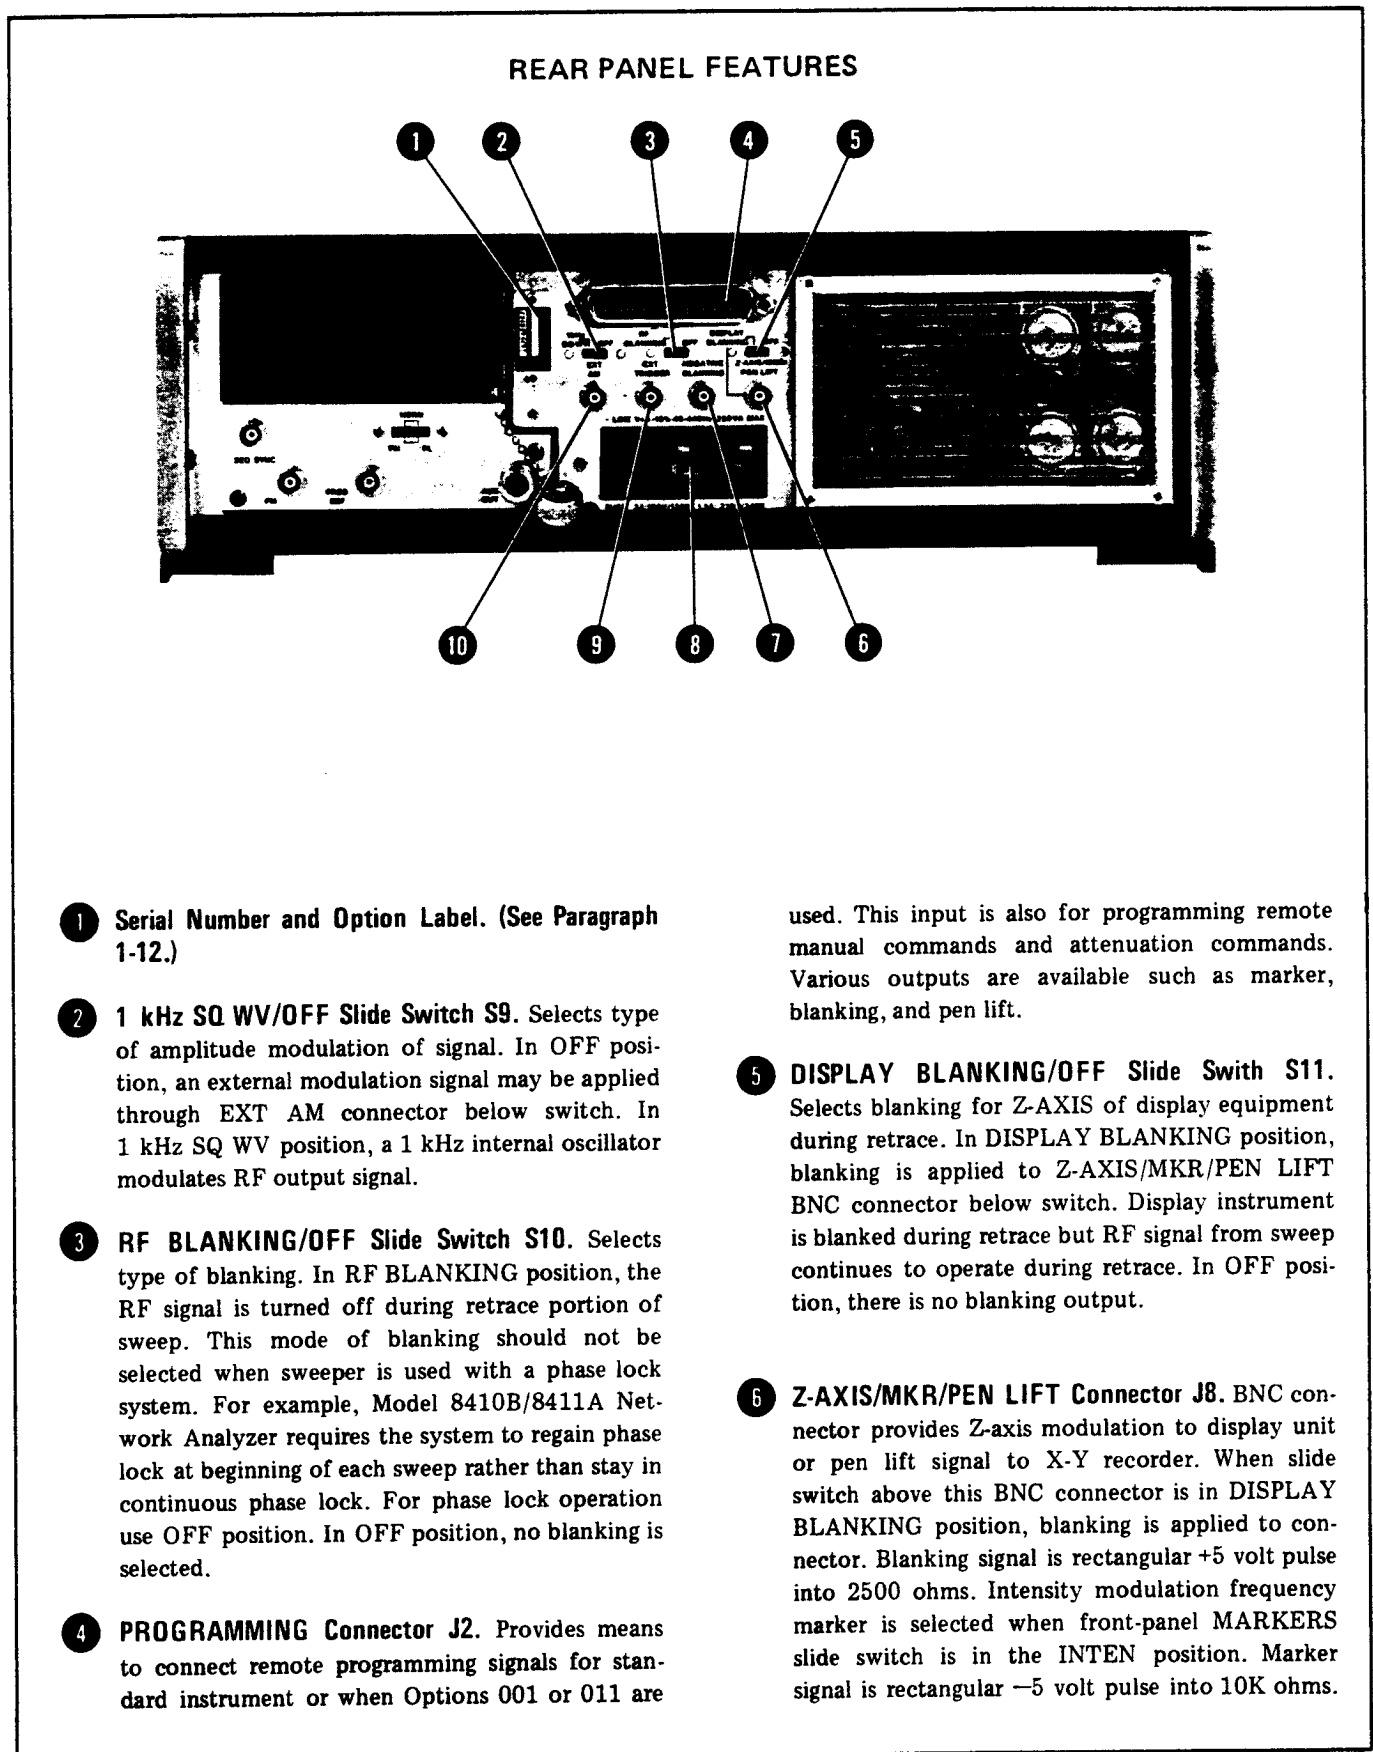 REAR PANEL FEATURES
1 2 3 4 5
RF
DISPLAY
OFF
BLANKING
OFF
BLANKING
EXT
AM
EXT
TRIGGER
NEGATIVE
BLANKING
PEN LIFT
SEQ SYNC
FM
10 9 8 7 6
1 Serial Number and Option Label. (See Paragraph
1-12.)
2 1 kHz SQ WV/OFF Slide Switch S9. Selects type
of amplitude modulation of signal. In OFF posi-
tion, an external modulation signal may be applied
through EXT AM connector below switch. In
1 kHz SQ WV position, a 1 kHz internal oscillator
modulates RF output signal.
3 RF BLANKING/OFF Slide Switch S10. Selects
type of blanking. In RF BLANKING position, the
RF signal is turned off during retrace portion of
sweep. This mode of blanking should not be
selected when sweeper is used with a phase lock
system. For example, Model 8410B/8411A Net-
work Analyzer requires the system to regain phase
lock at beginning of each sweep rather than stay in
continuous phase lock. For phase lock operation
use OFF position. In OFF position, no blanking is
selected.
4 PROGRAMMING Connector J2. Provides means
to connect remote programming signals for stan-
dard instrument or when Options 001 or 011 are
used. This input is also for programming remote
manual commands and attenuation commands.
Various outputs are available such as marker,
blanking, and pen lift.
5 DISPLAY BLANKING/OFF Slide Swith S11.
Selects blanking for Z-AXIS of display equipment
during retrace. In DISPLAY BLANKING position,
blanking is applied to Z-AXIS/MKR/PEN LIFT
BNC connector below switch. Display instrument
is blanked during retrace but RF signal from sweep
continues to operate during retrace. In OFF posi-
tion, there is no blanking output.
6 Z-AXIS/MKR/PEN LIFT Connector J8. BNC con-
nector provides Z-axis modulation to display unit
or pen lift signal to X-Y recorder. When slide
switch above this BNC connector is in DISPLAY
BLANKING position, blanking is applied to con-
nector. Blanking signal is rectangular +5 volt pulse
into 2500 ohms. Intensity modulation frequency
marker is selected when front-panel MARKERS
slide switch is in the INTEN position. Marker
signal is rectangular −5 volt pulse into 10K ohms.